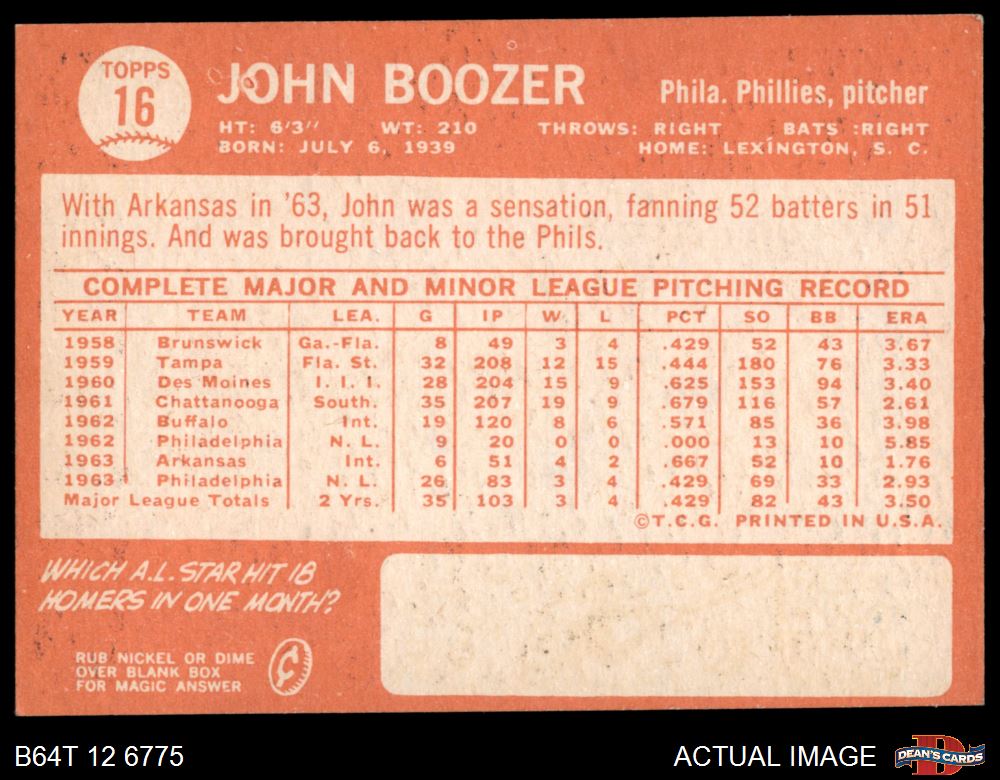 TOPPS
16
JOHN BOOZER
Phila. Phillies, pitcher
HT: 6'3" WT: 210 THROWS: RIGHT BATS :RIGHT
BORN: JULY 6, 1939 HOME: LEXINGTON, S. C.
With Arkansas in '63, John was a sensation, fanning 52 batters in 51
innings. And was brought back to the Phils.
COMPLETE MAJOR AND MINOR LEAGUE PITCHING RECORD
YEAR TEAM LEA. G IP W L PCT SO BB ERA
1958 Brunswick Ga.-Fla. 8 49 3 4 .429 52 43 3.67
1959 Tampa Fla. St. 32 208 12 15 .444 180 76 3.33
1960 Des Moines I. I. I. 28 204 15 9 .625 153 94 3.40
1961 Chattanooga South. 35 207 19 9 .679 116 57 2.61
1962 Buffalo Int. 19 120 8 6 .571 85 36 3.98
1962 Philadelphia N. L. 9 20 0 0 .000 13 10 5.85
1963 Arkansas Int. 6 51 4 2 .667 52 10 1.76
1963 Philadelphia N. L. 26 83 3 4 .429 69 33 2.93
Major League Totals 2 Yrs. 35 103 3 4 .429 82 43 3.50
©T.C.G. PRINTED IN U.S.A.
WHICH A.L. STAR HIT 18
HOMERS IN ONE MONTH?
RUB NICKEL OR DIME
OVER BLANK BOX
FOR MAGIC ANSWER
¢
B64T 12 6775
ACTUAL IMAGE
DEAN'S CARDS